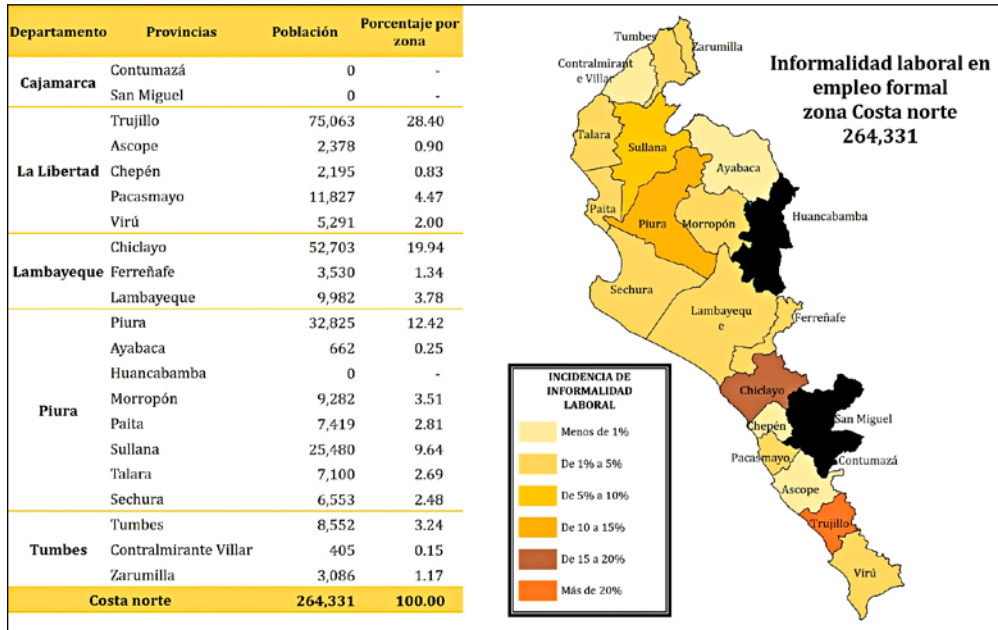 Departamento Provincias Población Porcentaje por zona
Cajamarca
Contumazá 0 -
San Miguel 0 -
La Libertad
Trujillo 75,063 28.40
Ascope 2,378 0.90
Chepén 2,195 0.83
Pacasmayo 11,827 4.47
Virú 5,291 2.00
Lambayeque
Chiclayo 52,703 19.94
Ferreñafe 3,530 1.34
Lambayeque 9,982 3.78
Piura
Piura 32,825 12.42
Ayabaca 662 0.25
Huancabamba 0 -
Morropón 9,282 3.51
Paita 7,419 2.81
Sullana 25,480 9.64
Talara 7,100 2.69
Sechura 6,553 2.48
Tumbes
Tumbes 8,552 3.24
Contralmirante Villar 405 0.15
Zarumilla 3,086 1.17
Costa norte 264,331 100.00
Informalidad laboral en
empleo formal
zona Costa norte
264,331
Tumbes
Zarumilla
Contralmirant
e Villar
Talara
Sullana
Ayabaca
Paita
Piura
Morropón
Huancabamba
Sechura
Lambayequ
e
Ferreñafe
Chiclayo
Chepén
San Miguel
Pacasmayo
Contumazá
Ascope
Trujillo
Virú
INCIDENCIA DE
INFORMALIDAD
LABORAL
Menos de 1%
De 1% a 5%
De 5% a 10%
De 10 a 15%
De 15 a 20%
Más de 20%